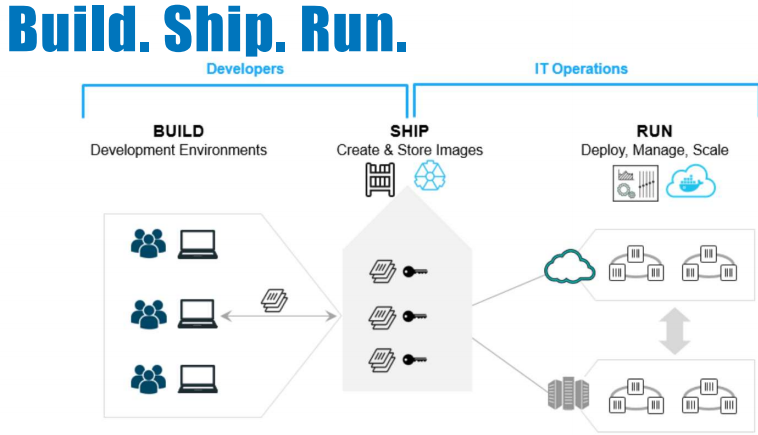 Build. Ship. Run.
Developers
IT Operations
BUILD
Development Environments
SHIP
Create & Store Images
RUN
Deploy, Manage, Scale